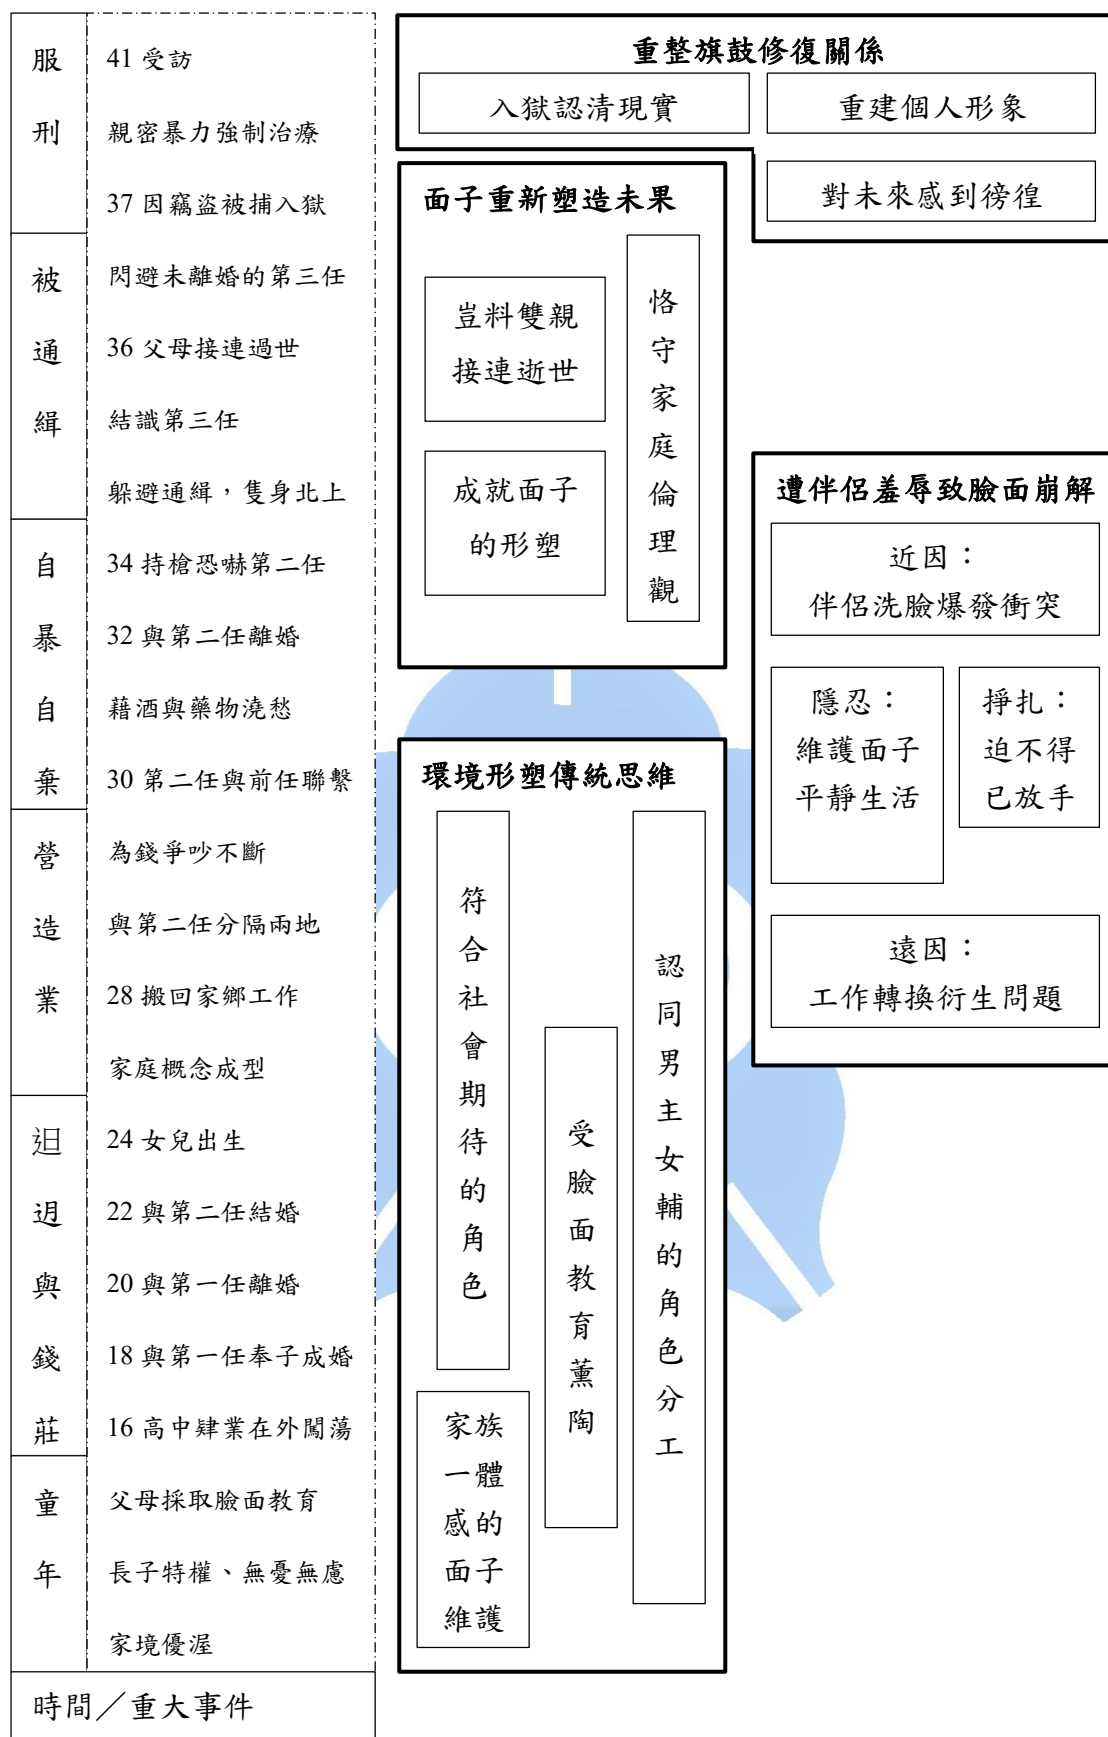 服刑
41 受訪
親密暴力強制治療
37 因竊盜被捕入獄
被通緝
閃避未離婚的第三任
36 父母接連過世
結識第三任
躲避通緝，隻身北上
自暴自棄
34 持槍恐嚇第二任
32 與第二任離婚
藉酒與藥物澆愁
30 第二任與前任聯繫
營造業
為錢爭吵不斷
與第二任分隔兩地
28 搬回家鄉工作
家庭概念成型
迌迌與錢莊
24 女兒出生
22 與第二任結婚
20 與第一任離婚
18 與第一任奉子成婚
16 高中肄業在外闖蕩
童年
父母採取臉面教育
長子特權、無憂無慮
家境優渥
時間／重大事件
重整旗鼓修復關係
入獄認清現實
重建個人形象
對未來感到徬徨
面子重新塑造未果
豈料雙親
接連逝世
成就面子
的形塑
恪守家庭倫理觀
遭伴侶羞辱致臉面崩解
近因：
伴侶洗臉爆發衝突
隱忍：
維護面子
平靜生活
掙扎：
迫不得
已放手
遠因：
工作轉換衍生問題
環境形塑傳統思維
符合社會期待的角色
受臉面教育薰陶
認同男主女輔的角色分工
家族
一體
感的
面子
維護